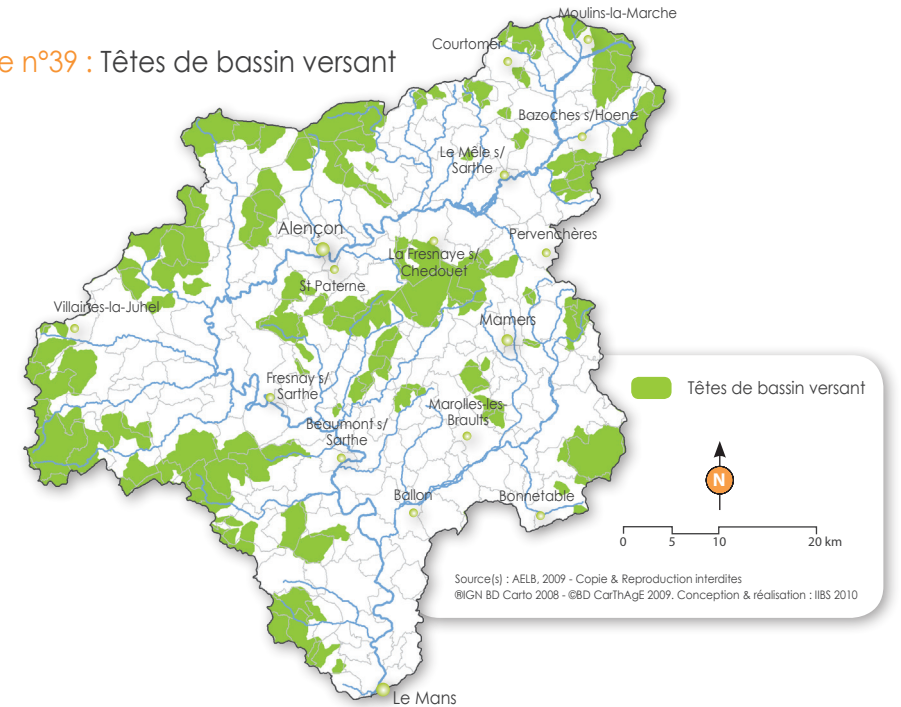 e n°39 : Têtes de bassin versant
Moulins-la-Marche
Courtomer
Bazoches s/Hoene
Le Mêle s/
Sarthe
Alençon
Pervenchères
La Fresnaye s/
Chedouet
St Paterne
Villaines-la-Juhel
Mamers
Fresnay s/
Sarthe
Marolles-les-
Braults
Beaumont s/
Sarthe
Ballon
Bonnetable
Le Mans
Têtes de bassin versant
N
0 5 10 20 km
Source(s) : AELB, 2009 - Copie & Reproduction interdites
®IGN BD Carto 2008 - ©BD CarThAgE 2009. Conception & réalisation : IIBS 2010